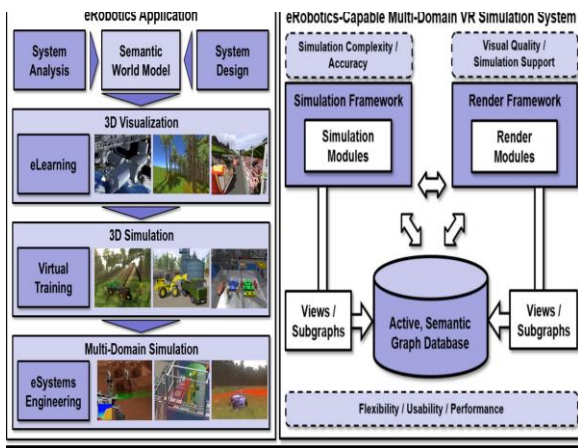 eRobotics Application
System
Analysis
Semantic
World Model
System
Design
3D Visualization
eLearning
3D Simulation
Virtual
Training
Multi-Domain Simulation
eSystems
Engineering
eRobotics-Capable Multi-Domain VR Simulation System
Simulation Complexity /
Accuracy
Visual Quality /
Simulation Support
Simulation Framework
Render Framework
Simulation
Modules
Render
Modules
Views /
Subgraphs
Active, Semantic
Graph Database
Views /
Subgraphs
Flexibility / Usability / Performance